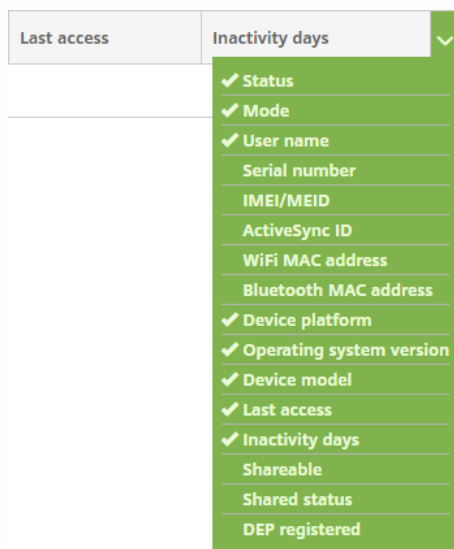 Last access Inactivity days
Status
Mode
User name
Serial number
IMEI/MEID
ActiveSync ID
WiFi MAC address
Bluetooth MAC address
Device platform
Operating system version
Device model
Last access
Inactivity days
Shareable
Shared status
DEP registered